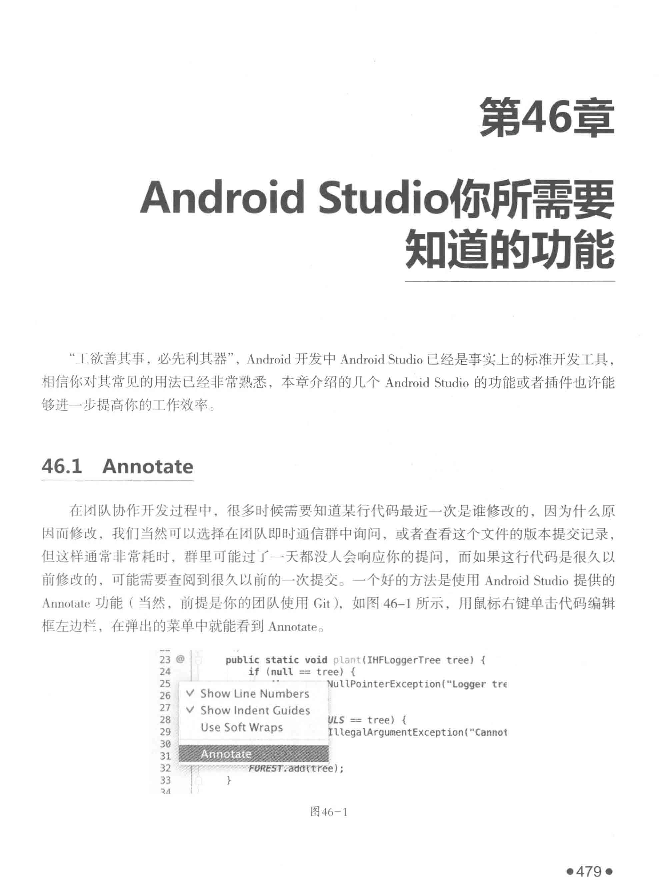 第46章
Android Studio你所需要
知道的功能
“工欲善其事,必先利其器”,Android 开发中 Android Studio 已经是事实上的标准开发工具,
相信你对其常见的用法已经非常熟悉,本章介绍的几个 Android Studio 的功能或者插件也许能
够进一步提高你的工作效率。
46.1 Annotate
在团队协作开发过程中,很多时候需要知道某行代码最近一次是谁修改的,因为什么原
因而修改,我们当然可以选择在团队即时通信群中询问,或者查看这个文件的版本提交记录,
但这样通常非常耗时,群里可能过了一天都没人会响应你的提问,而如果这行代码是很久以
前修改的,可能需要查阅到很久以前的一次提交。一个好的方法是使用 Android Studio 提供的
Annotate 功能(当然,前提是你的团队使用 Git),如图 46-1 所示,用鼠标右键单击代码编辑
框左边栏,在弹出的菜单中就能看到 Annotate。
23 @ public static void plant(IHFLoggerTree tree) {
24 if (null == tree) {
25 NullPointerException("Logger tre
26 ✓ Show Line Numbers
27 ✓ Show Indent Guides
28 ULS == tree) {
29 Use Soft Wraps IllegalArgumentException("Cannot
30
31 Annotate
32 FOREST.add(tree);
33 }
34
图46-1
●479●